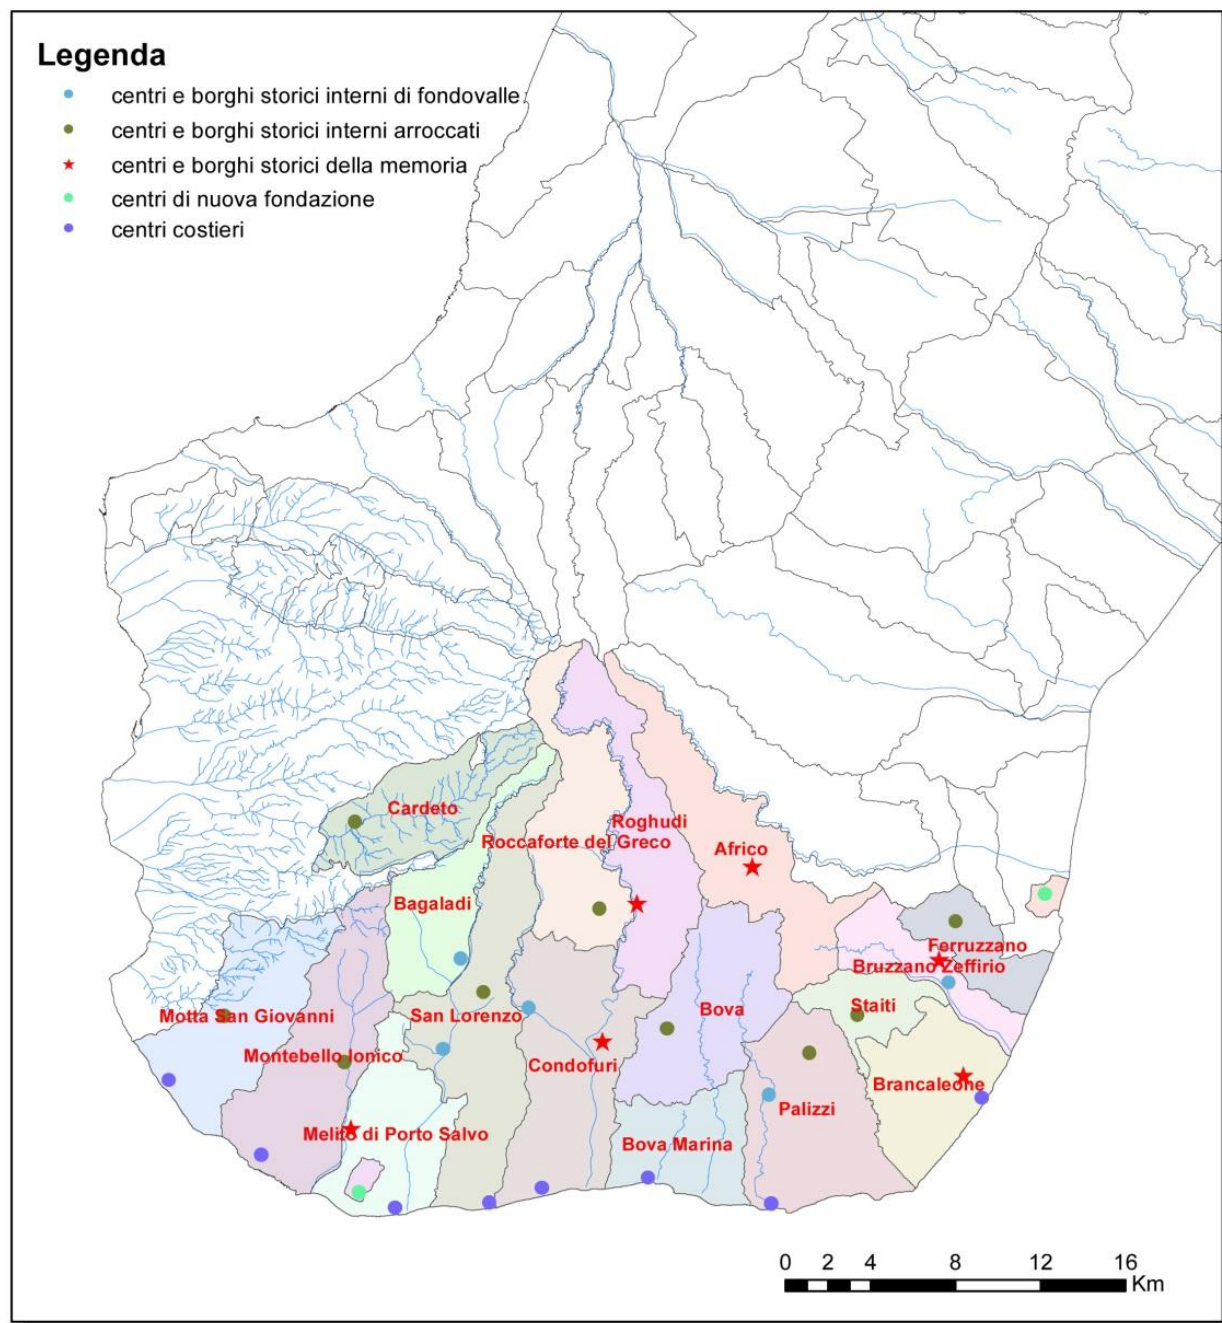 Legenda
centri e borghi storici interni di fondovalle
centri e borghi storici interni arroccati
centri e borghi storici della memoria
centri di nuova fondazione
centri costieri
Cardeto
Roghudi
Roccaforte del Greco
Africo
Bagaladi
Ferruzzano
Bruzzano Zeffirio
Motta San Giovanni
San Lorenzo
Bova
Staiti
Montebello Ionico
Condofuri
Brancaleone
Palizzi
Melito di Porto Salvo
Bova Marina
0 2 4 8 12 16
Km